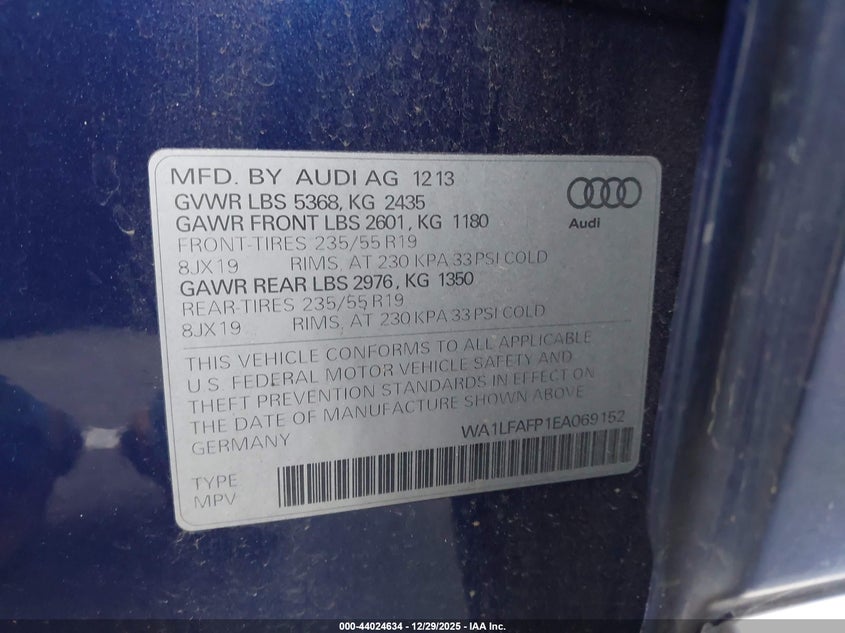 MFD. BY AUDI AG 12 13
GVWR LBS 5368, KG 2435
GAWR FRONT LBS 2601, KG 1180
FRONT-TIRES 235/55 R19
8JX19 RIMS, AT 230 KPA 33 PSI COLD
GAWR REAR LBS 2976, KG 1350
REAR-TIRES 235/55 R19
8JX19 RIMS, AT 230 KPA 33 PSI COLD
Audi
THIS VEHICLE CONFORMS TO ALL APPLICABLE
U.S. FEDERAL MOTOR VEHICLE SAFETY AND
THEFT PREVENTION STANDARDS IN EFFECT ON
THE DATE OF MANUFACTURE SHOWN ABOVE
GERMANY WA1LFAFP1EA069152
TYPE
MPV
000-44024634 - 12/29/2025 - IAA Inc.